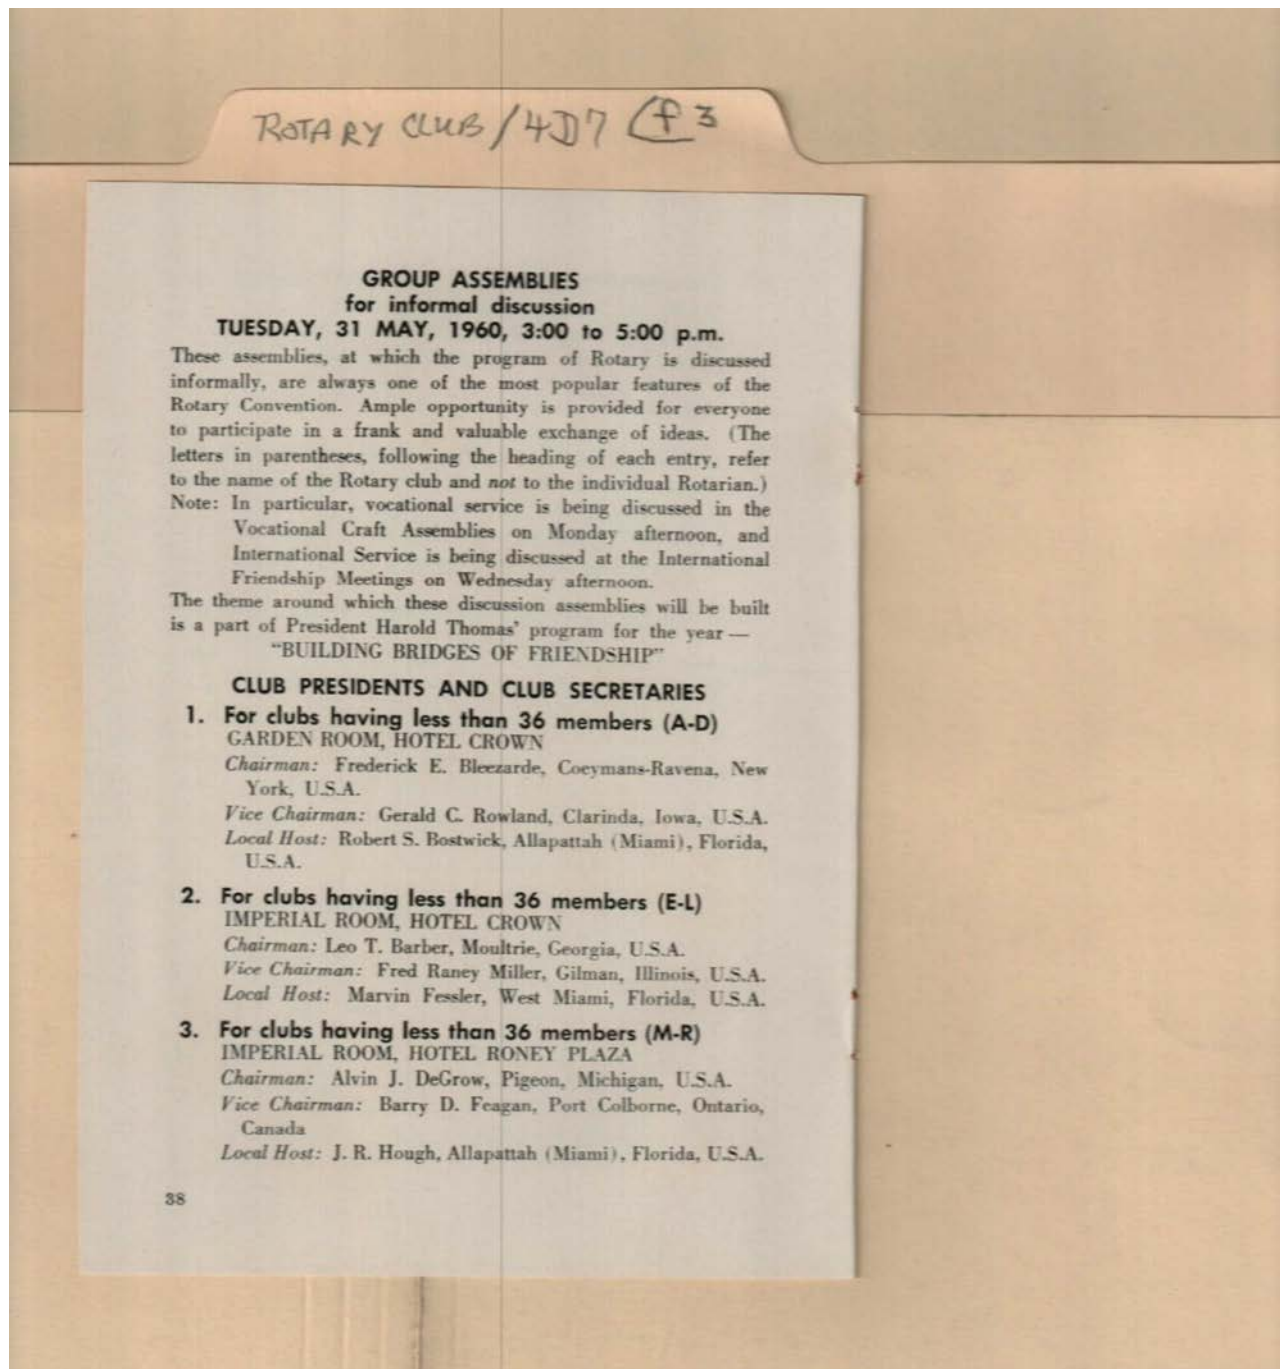 ROTARY CLUB/4D7 (f 3
GROUP ASSEMBLIES
for informal discussion
TUESDAY, 31 MAY, 1960, 3:00 to 5:00 p.m.
These assemblies, at which the program of Rotary is discussed
informally, are always one of the most popular features of the
Rotary Convention. Ample opportunity is provided for everyone
to participate in a frank and valuable exchange of ideas. (The
letters in parentheses, following the heading of each entry, refer
to the name of the Rotary club and not to the individual Rotarian.)
Note: In particular, vocational service is being discussed in the
Vocational Craft Assemblies on Monday afternoon, and
International Service is being discussed at the International
Friendship Meetings on Wednesday afternoon.
The theme around which these discussion assemblies will be built
is a part of President Harold Thomas' program for the year —
"BUILDING BRIDGES OF FRIENDSHIP"
CLUB PRESIDENTS AND CLUB SECRETARIES
1. For clubs having less than 36 members (A-D)
GARDEN ROOM, HOTEL CROWN
Chairman: Frederick E. Bleezarde, Coeymans-Ravena, New
York, U.S.A.
Vice Chairman: Gerald C. Rowland, Clarinda, Iowa, U.S.A.
Local Host: Robert S. Bostwick, Allapattah (Miami), Florida,
U.S.A.
2. For clubs having less than 36 members (E-L)
IMPERIAL ROOM, HOTEL CROWN
Chairman: Leo T. Barber, Moultrie, Georgia, U.S.A.
Vice Chairman: Fred Raney Miller, Gilman, Illinois, U.S.A.
Local Host: Marvin Fessler, West Miami, Florida, U.S.A.
3. For clubs having less than 36 members (M-R)
IMPERIAL ROOM, HOTEL RONEY PLAZA
Chairman: Alvin J. DeGrow, Pigeon, Michigan, U.S.A.
Vice Chairman: Barry D. Feagan, Port Colborne, Ontario,
Canada
Local Host: J. R. Hough, Allapattah (Miami), Florida, U.S.A.
38